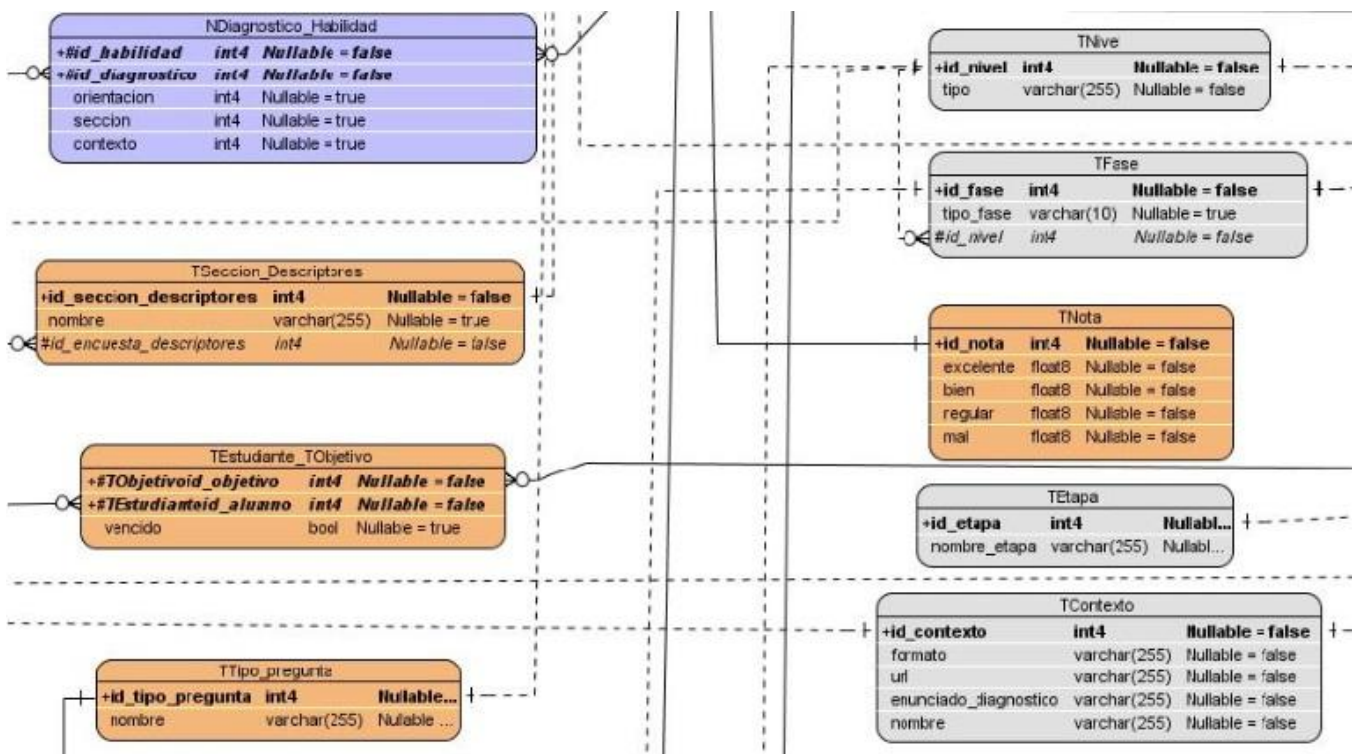 NDiagnostico_Habilidad
+#id_habilidad int4 Nullable = false
+#id_diagnostico int4 Nullable = false
orientacion int4 Nullable = true
seccion int4 Nullable = true
contexto int4 Nullable = true
TNive
+id_nivel int4 Nullable = false
tipo varchar(255) Nullable = false
TFase
+id_fase int4 Nullable = false
tipo_fase varchar(10) Nullable = true
#id_nivel int4 Nullable = false
TSeccion_Descriptores
+id_seccion_descriptores int4 Nullable = false
nombre varchar(255) Nullable = true
#id_encuesta_descriptores int4 Nullable = false
TNota
+id_nota int4 Nullable = false
excelente float8 Nullable = false
bien float8 Nullable = false
regular float8 Nullable = false
mal float8 Nullable = false
TEstudiante_TObjetivo
+#TObjetivoid_objetivo int4 Nullable = false
+#TEstudianteid_alumno int4 Nullable = false
vencido bool Nullabe = true
TEtapa
+id_etapa int4 Nullabl...
nombre_etapa varchar(255) Nullabl...
TContexto
+id_contexto int4 Nullable = false
formato varchar(255) Nullable = false
url varchar(255) Nullable = false
enunciado_diagnostico varchar(255) Nullable = false
nombre varchar(255) Nullable = false
TTipo_pregunta
+id_tipo_pregunta int4 Nullable...
nombre varchar(255) Nullable ...